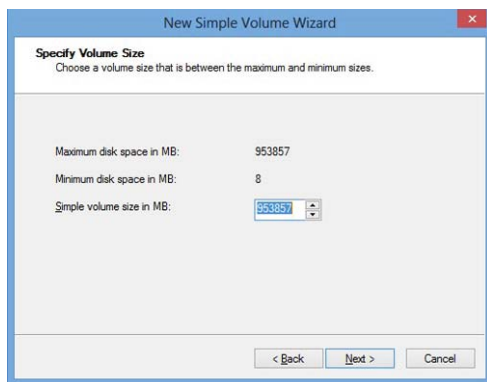 New Simple Volume Wizard
Specify Volume Size
Choose a volume size that is between the maximum and minimum sizes.
Maximum disk space in MB: 953857
Minimum disk space in MB: 8
Simple volume size in MB: 953857
< Back Next > Cancel